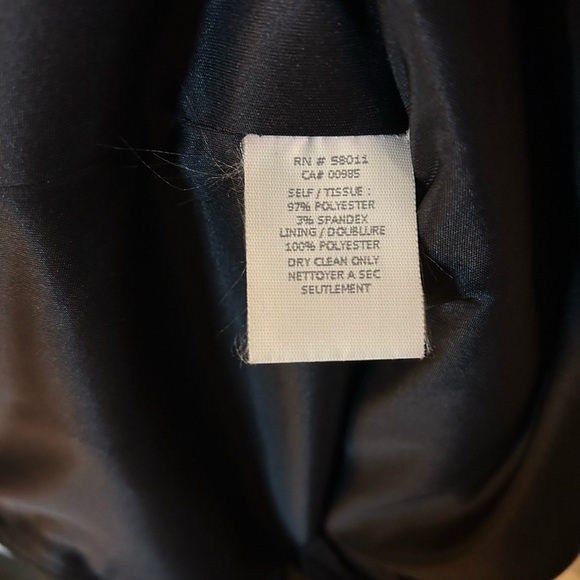 RN # 58011
CA# 00985
SELF / TISSUE :
97% POLYESTER
3% SPANDEX
LINING / DOUBLURE
100% POLYESTER
DRY CLEAN ONLY
NETTOYER A SEC
SEUTLEMENT